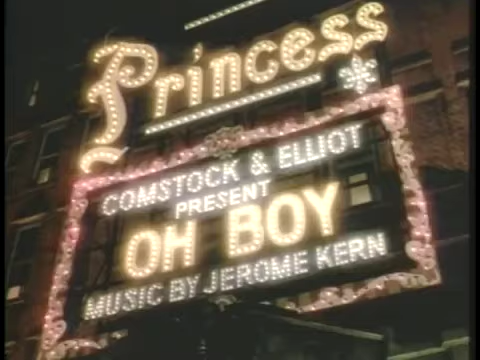 Princess
COMSTOCK & ELLIOT
PRESENT
OH BOY
MUSIC BY JEROME KERN